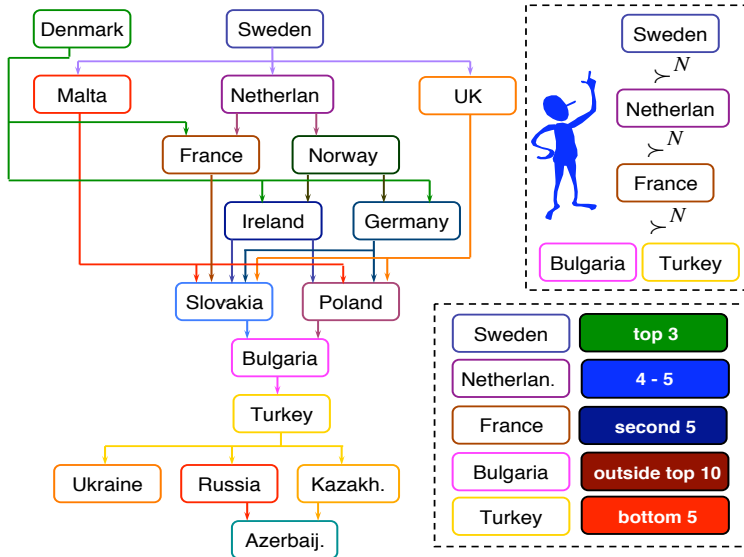 Denmark
Sweden
Malta
Netherlan
UK
France
Norway
Ireland
Germany
Slovakia
Poland
Bulgaria
Turkey
Ukraine
Russia
Kazakh.
Azerbaij.
Sweden
≻N
Netherlan
≻N
France
≻N
Bulgaria Turkey
Sweden top 3
Netherlan. 4 - 5
France second 5
Bulgaria outside top 10
Turkey bottom 5